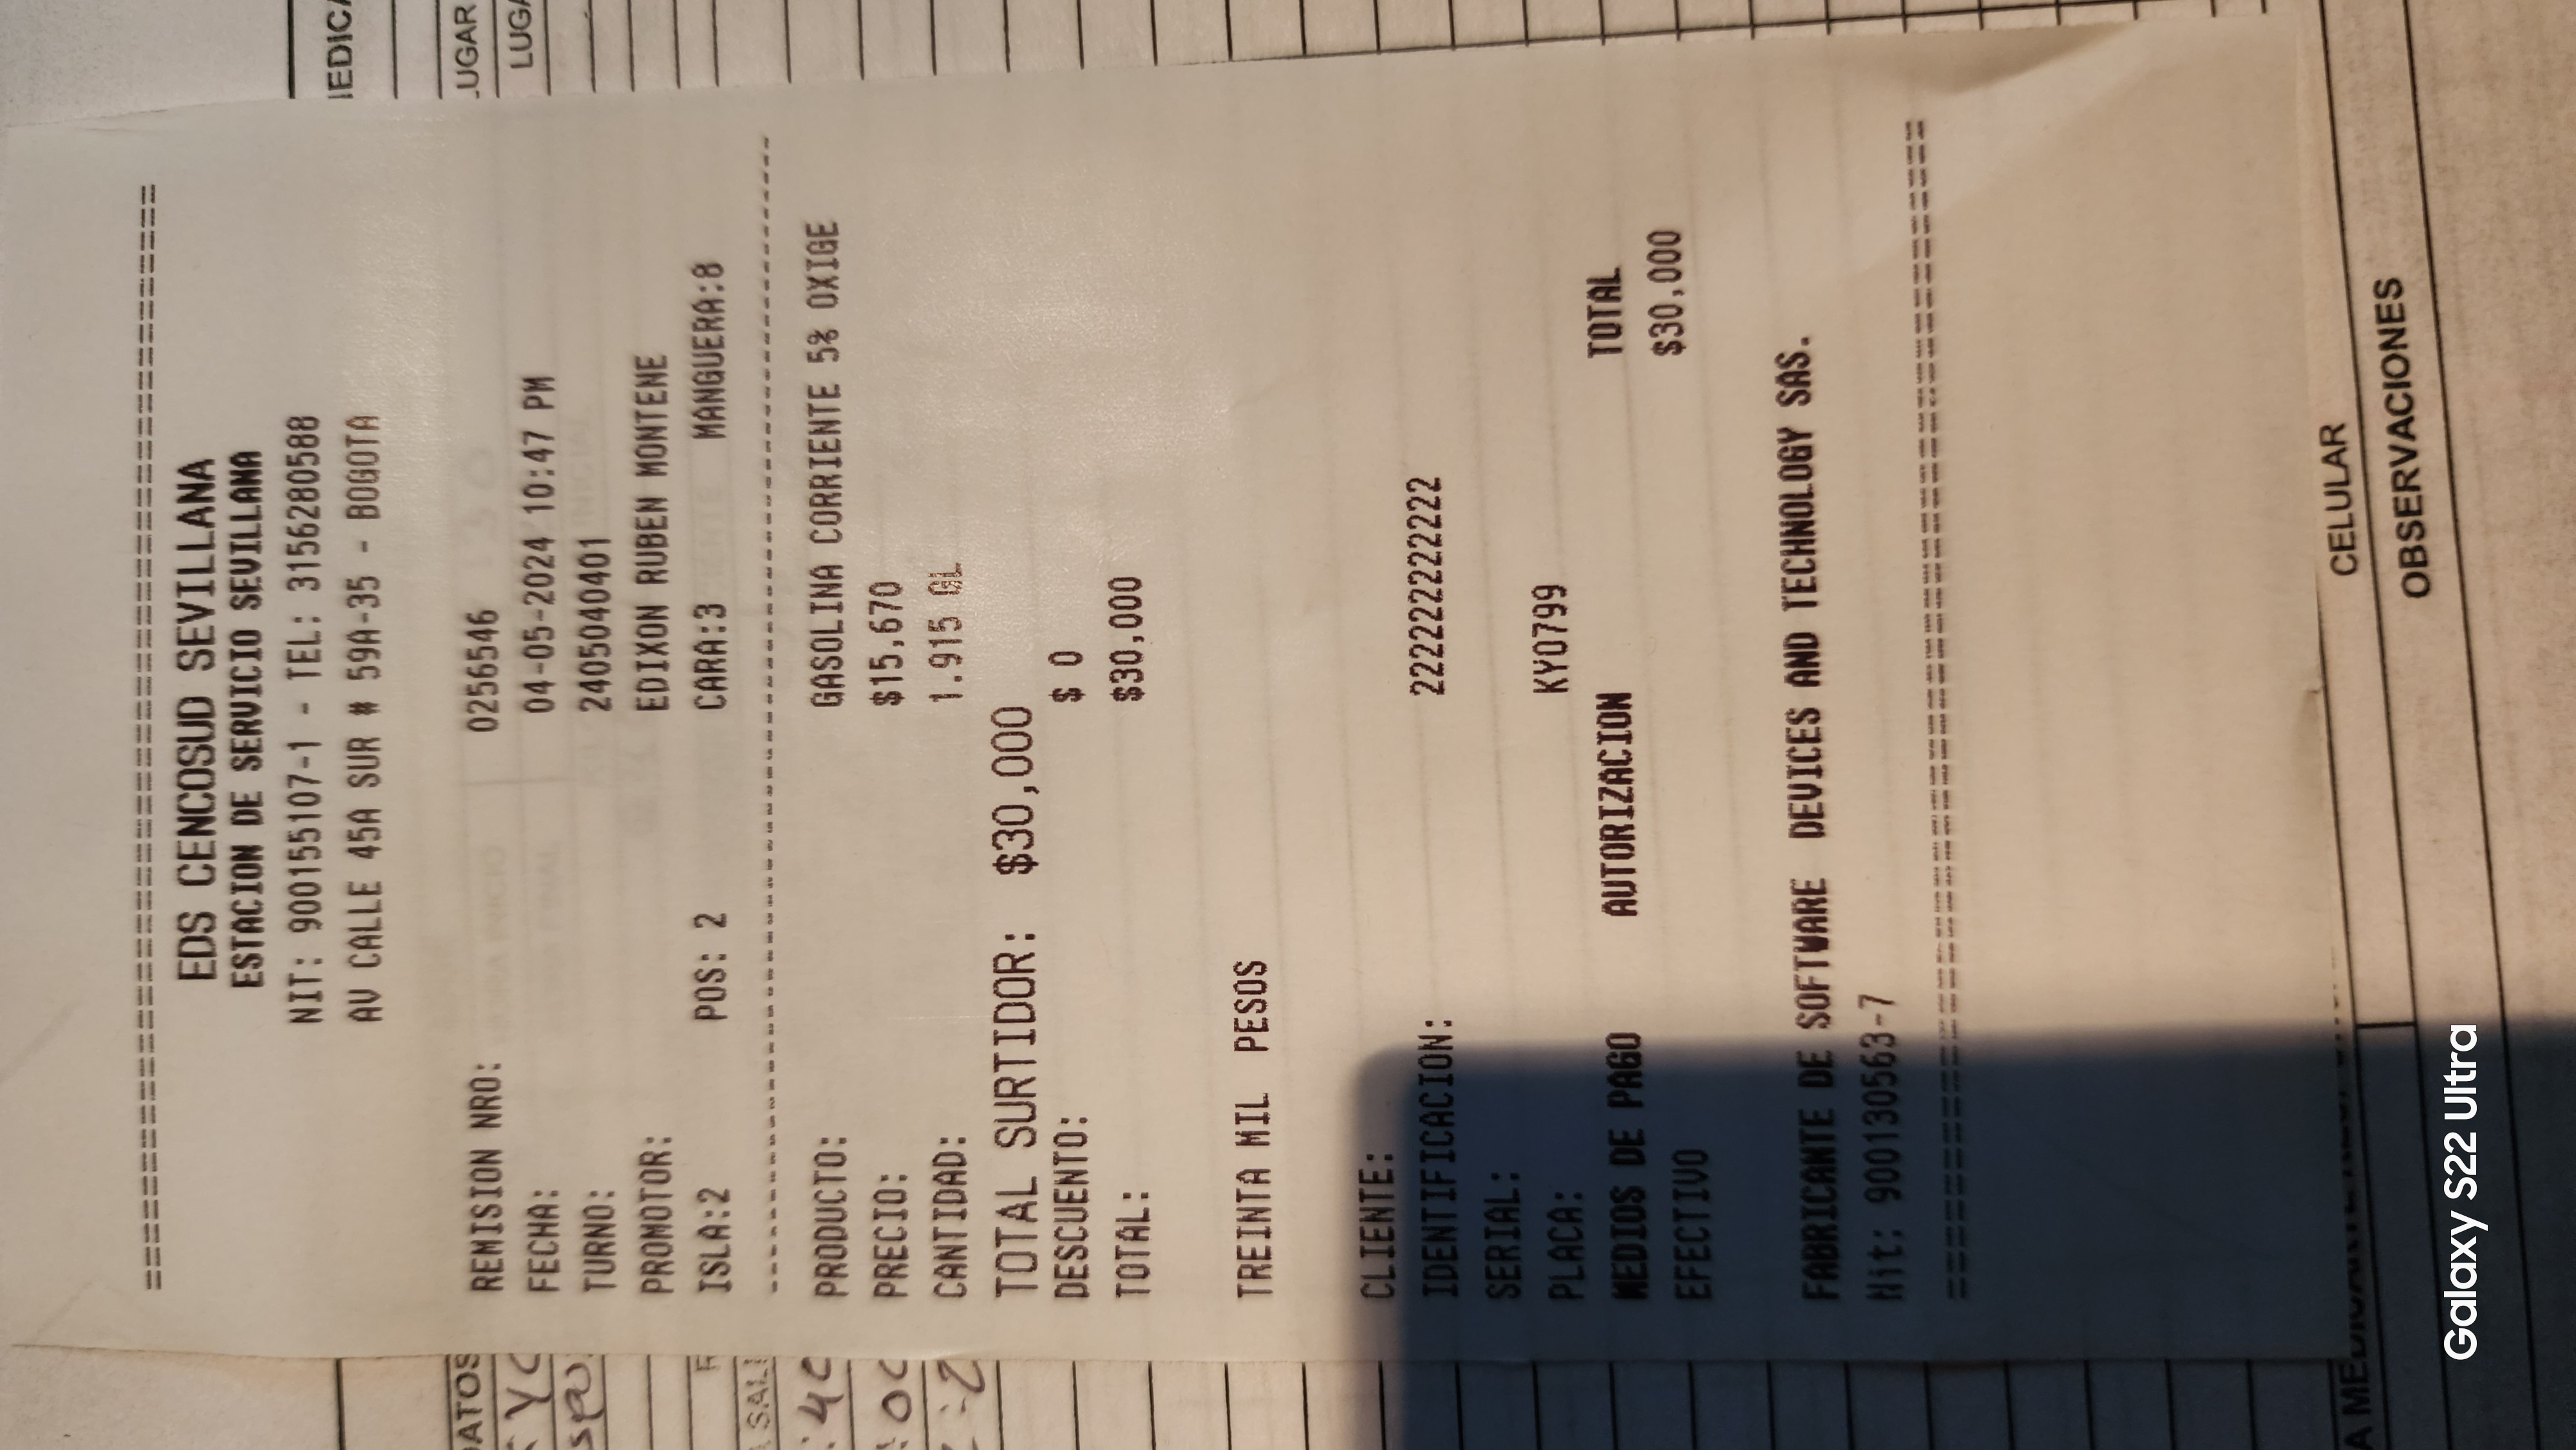 ================================================
EDS CENCOSUD SEVILLANA
ESTACION DE SERVICIO SEVILLANA
NIT: 900155107-1 - TEL: 3156280588
AV CALLE 45A SUR # 59A-35 - BOGOTA
REMISION NRO: 0256546
FECHA: 04-05-2024 10:47 PM
TURNO: 2405040401
PROMOTOR: EDIXON RUBEN MONTENE
ISLA:2 POS: 2 CARA:3 MANGUERA:8
------------------------------------------------
PRODUCTO: GASOLINA CORRIENTE 5% OXIGE
PRECIO: $15,670
CANTIDAD: 1.915 GL
TOTAL SURTIDOR: $30,000
DESCUENTO: $ 0
TOTAL: $30,000
TREINTA MIL PESOS
CLIENTE:
IDENTIFICACION: 222222222222
SERIAL:
PLACA: KYO799
MEDIOS DE PAGO AUTORIZACION TOTAL
EFECTIVO $30,000
FABRICANTE DE SOFTWARE DEVICES AND TECHNOLOGY SAS.
Nit: 900130563-7
================================================
CELULAR
OBSERVACIONES
Galaxy S22 Ultra